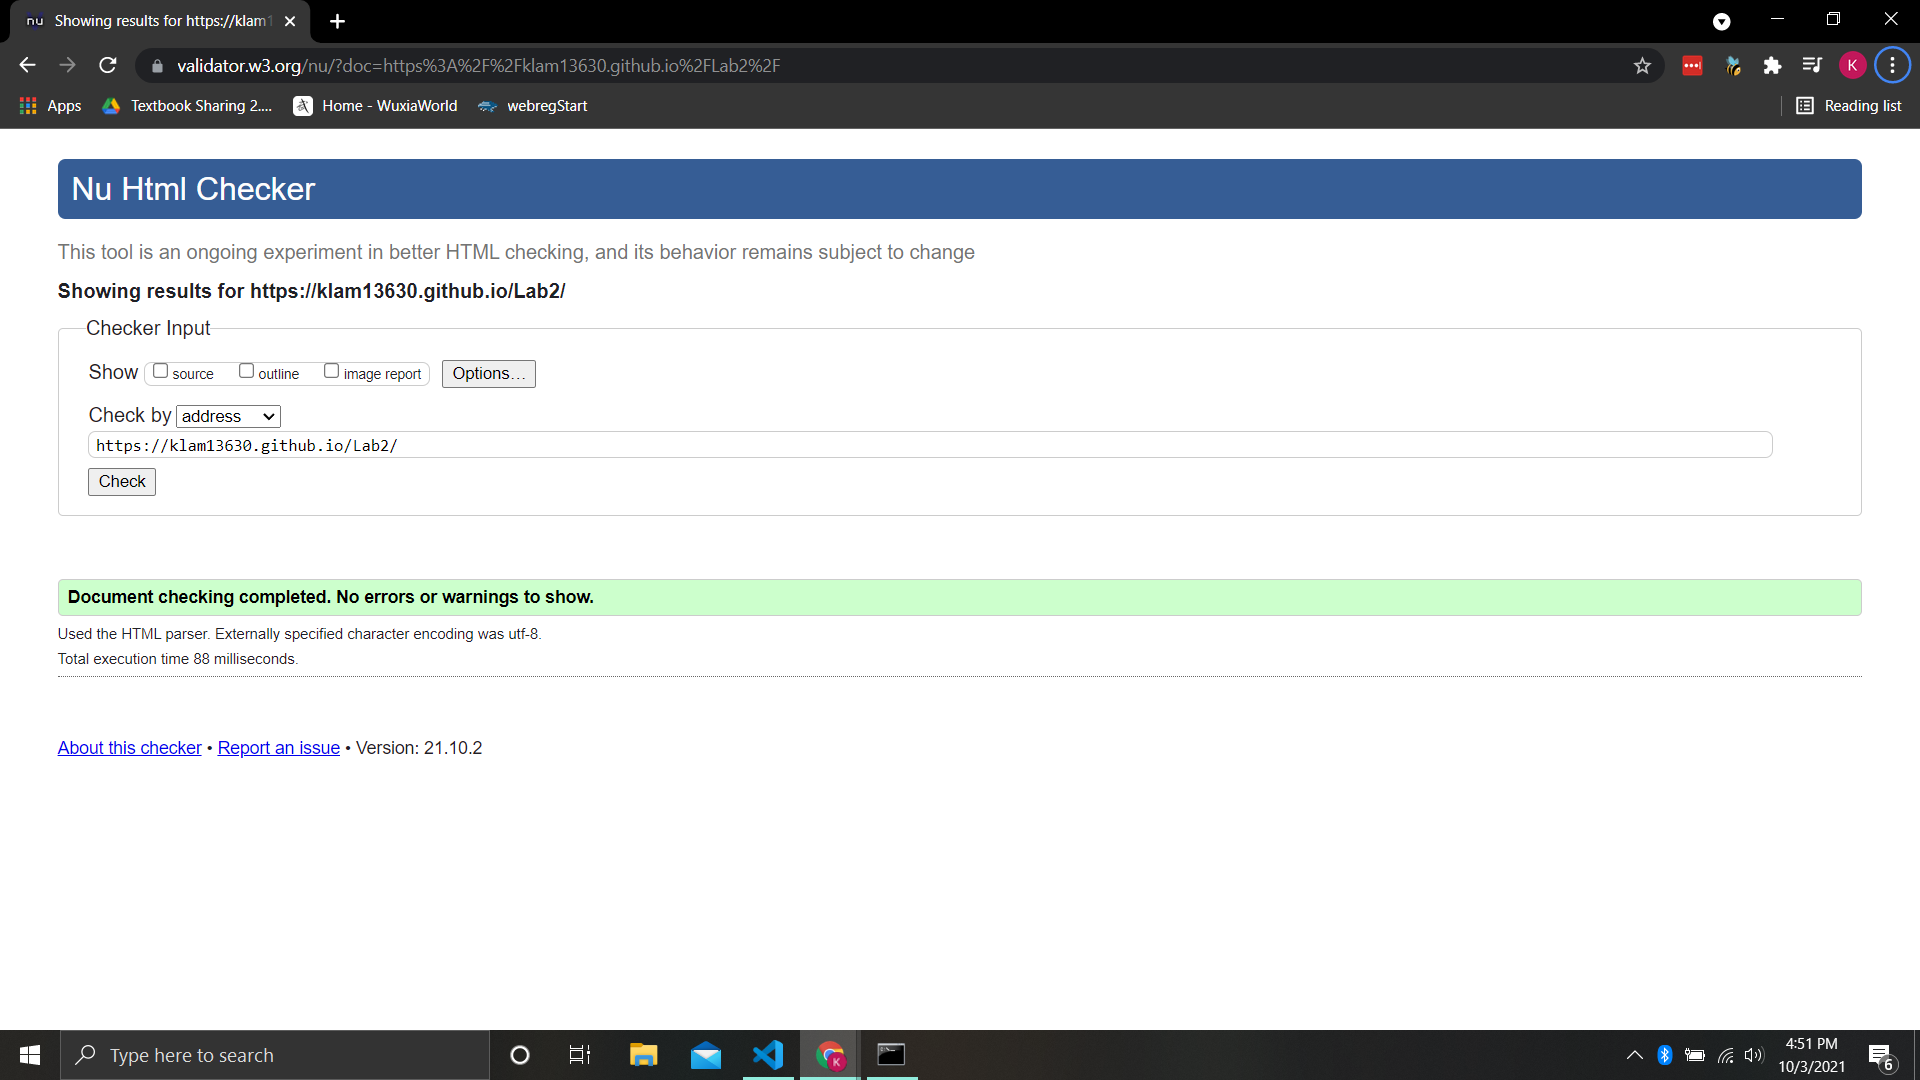 nu Showing results for https://klam1
validator.w3.org/nu/?doc=https%3A%2F%2Fklam13630.github.io%2FLab2%2F
K
Apps Textbook Sharing 2.... Home - WuxiaWorld webregStart Reading list
Nu Html Checker
This tool is an ongoing experiment in better HTML checking, and its behavior remains subject to change
Showing results for https://klam13630.github.io/Lab2/
Checker Input
Show source outline image report Options...
Check by address
https://klam13630.github.io/Lab2/
Check
Document checking completed. No errors or warnings to show.
Used the HTML parser. Externally specified character encoding was utf-8.
Total execution time 88 milliseconds.
About this checker • Report an issue • Version: 21.10.2
Type here to search
K
4:51 PM
10/3/2021
6